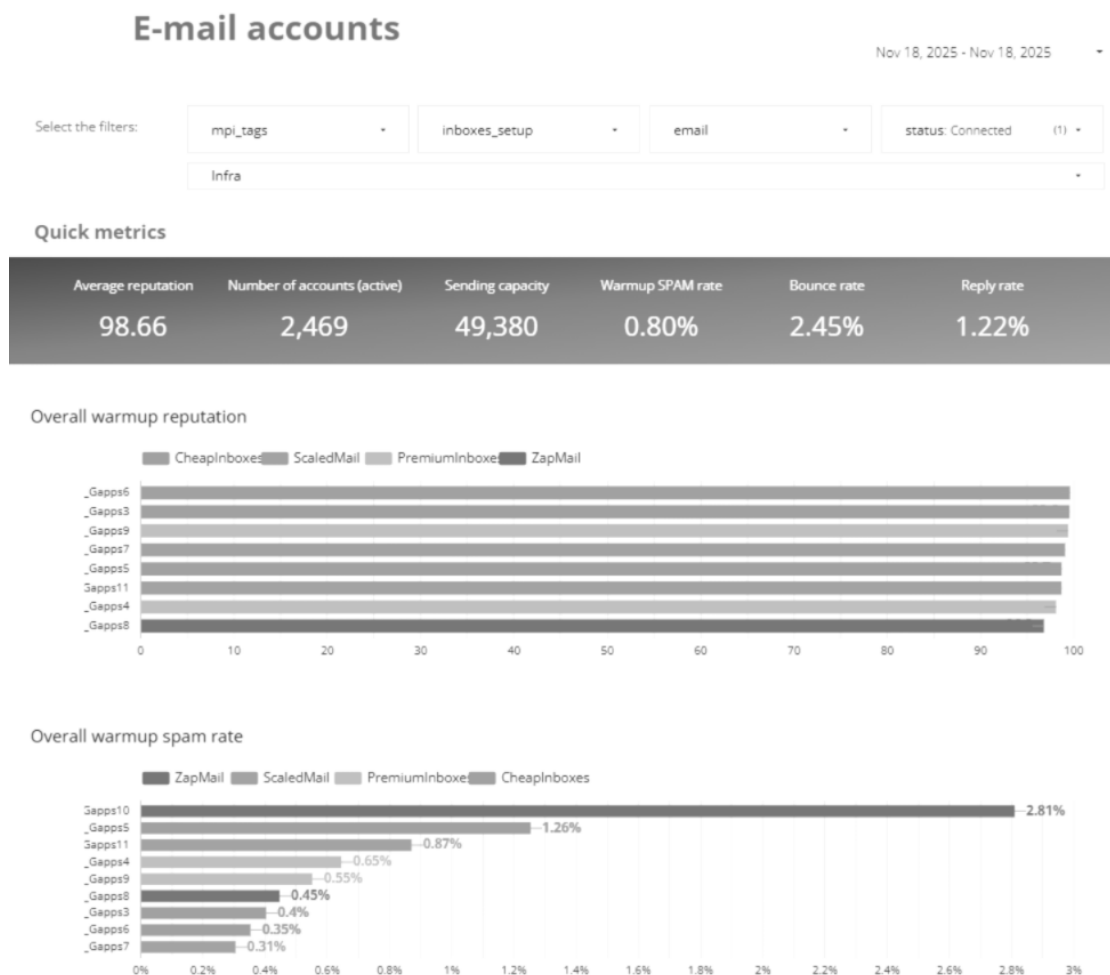 E-mail accounts
Nov 18, 2025 - Nov 18, 2025
Select the filters:
mpi_tags
inboxes_setup
email
status: Connected (1)
Infra
Quick metrics
Average reputation Number of accounts (active) Sending capacity Warmup SPAM rate Bounce rate Reply rate
98.66 2,469 49,380 0.80% 2.45% 1.22%
Overall warmup reputation
CheapInboxes ScaledMail PremiumInboxes ZapMail
_Gapps6
_Gapps3
_Gapps9
_Gapps7
_Gapps5
Gapps11
_Gapps4
_Gapps8
0 10 20 30 40 50 60 70 80 90 100
Overall warmup spam rate
ZapMail ScaledMail PremiumInboxes CheapInboxes
Gapps10 2.81%
_Gapps5 1.26%
Gapps11 0.87%
_Gapps4 0.65%
_Gapps9 0.55%
_Gapps8 0.45%
_Gapps3 0.4%
_Gapps6 0.35%
_Gapps7 0.31%
0% 0.2% 0.4% 0.6% 0.8% 1% 1.2% 1.4% 1.6% 1.8% 2% 2.2% 2.4% 2.6% 2.8% 3%